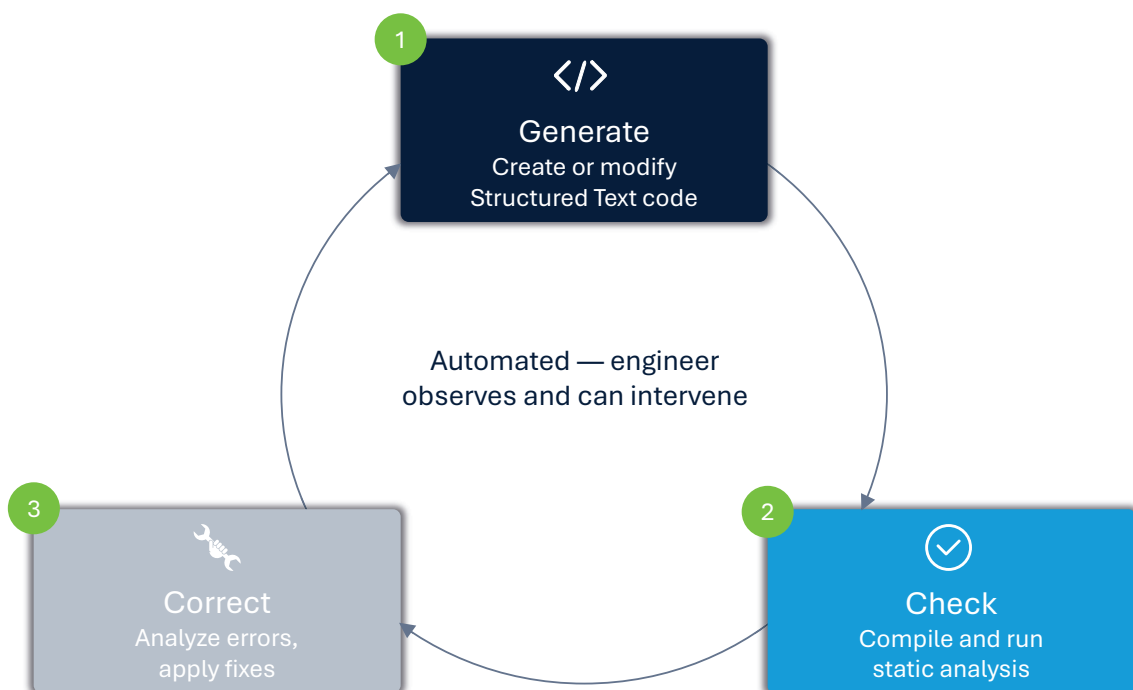 1
</>
Generate
Create or modify
Structured Text code
Automated — engineer
observes and can intervene
3
Correct
Analyze errors,
apply fixes
2
Check
Compile and run
static analysis